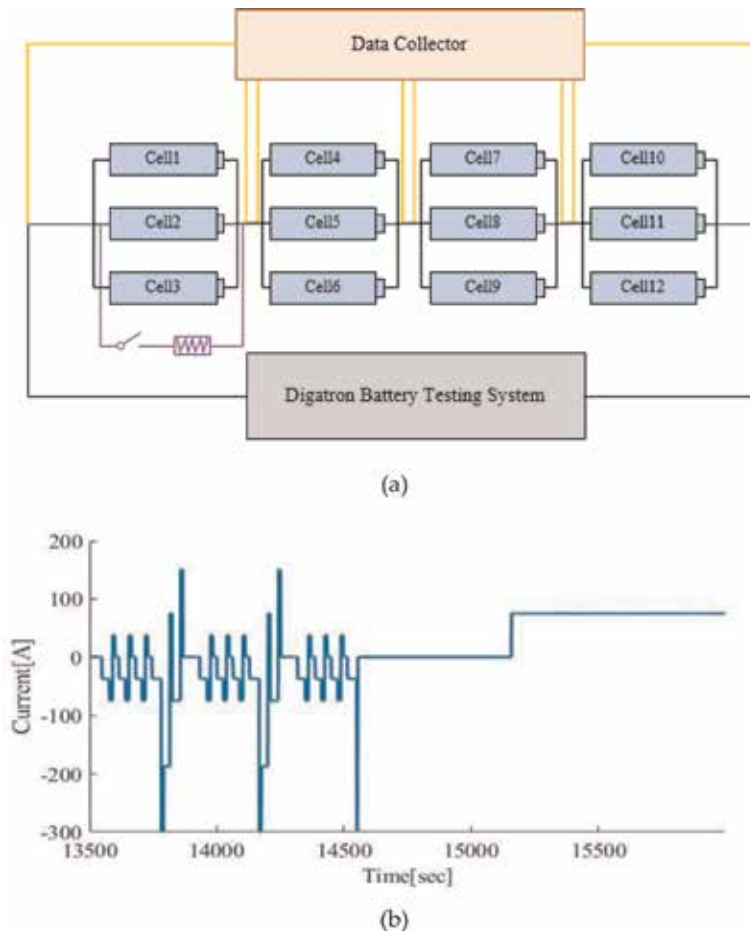 Data Collector
Cell1 Cell4 Cell7 Cell10
Cell2 Cell5 Cell8 Cell11
Cell3 Cell6 Cell9 Cell12
Digatron Battery Testing System
(a)
200
100
0
-100
-200
-300
Current[A]
13500 14000 14500 15000 15500
Time[sec]
(b)